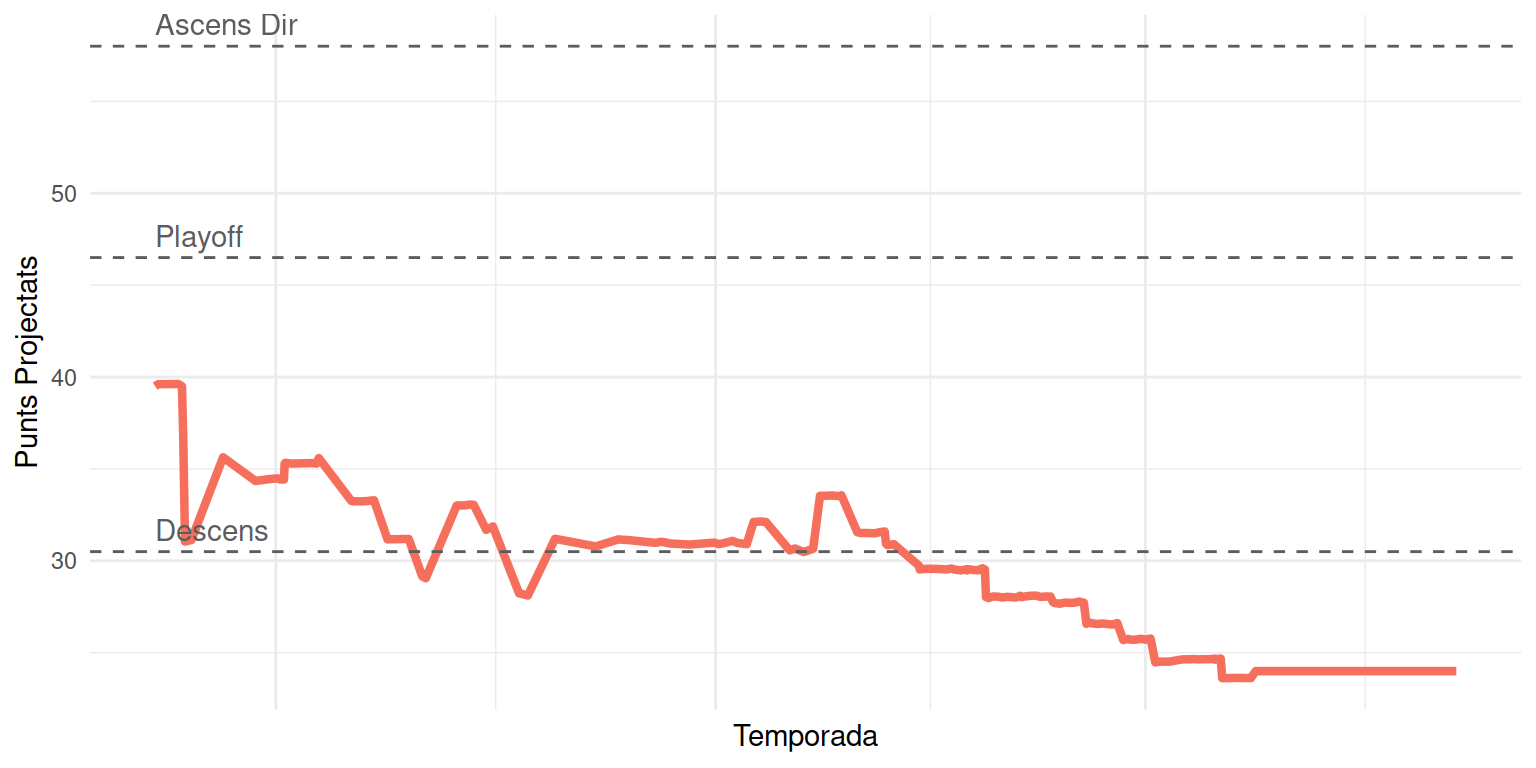 Ascens Dir
50
Playoff
Punts Projectats
40
Descens
30
Temporada